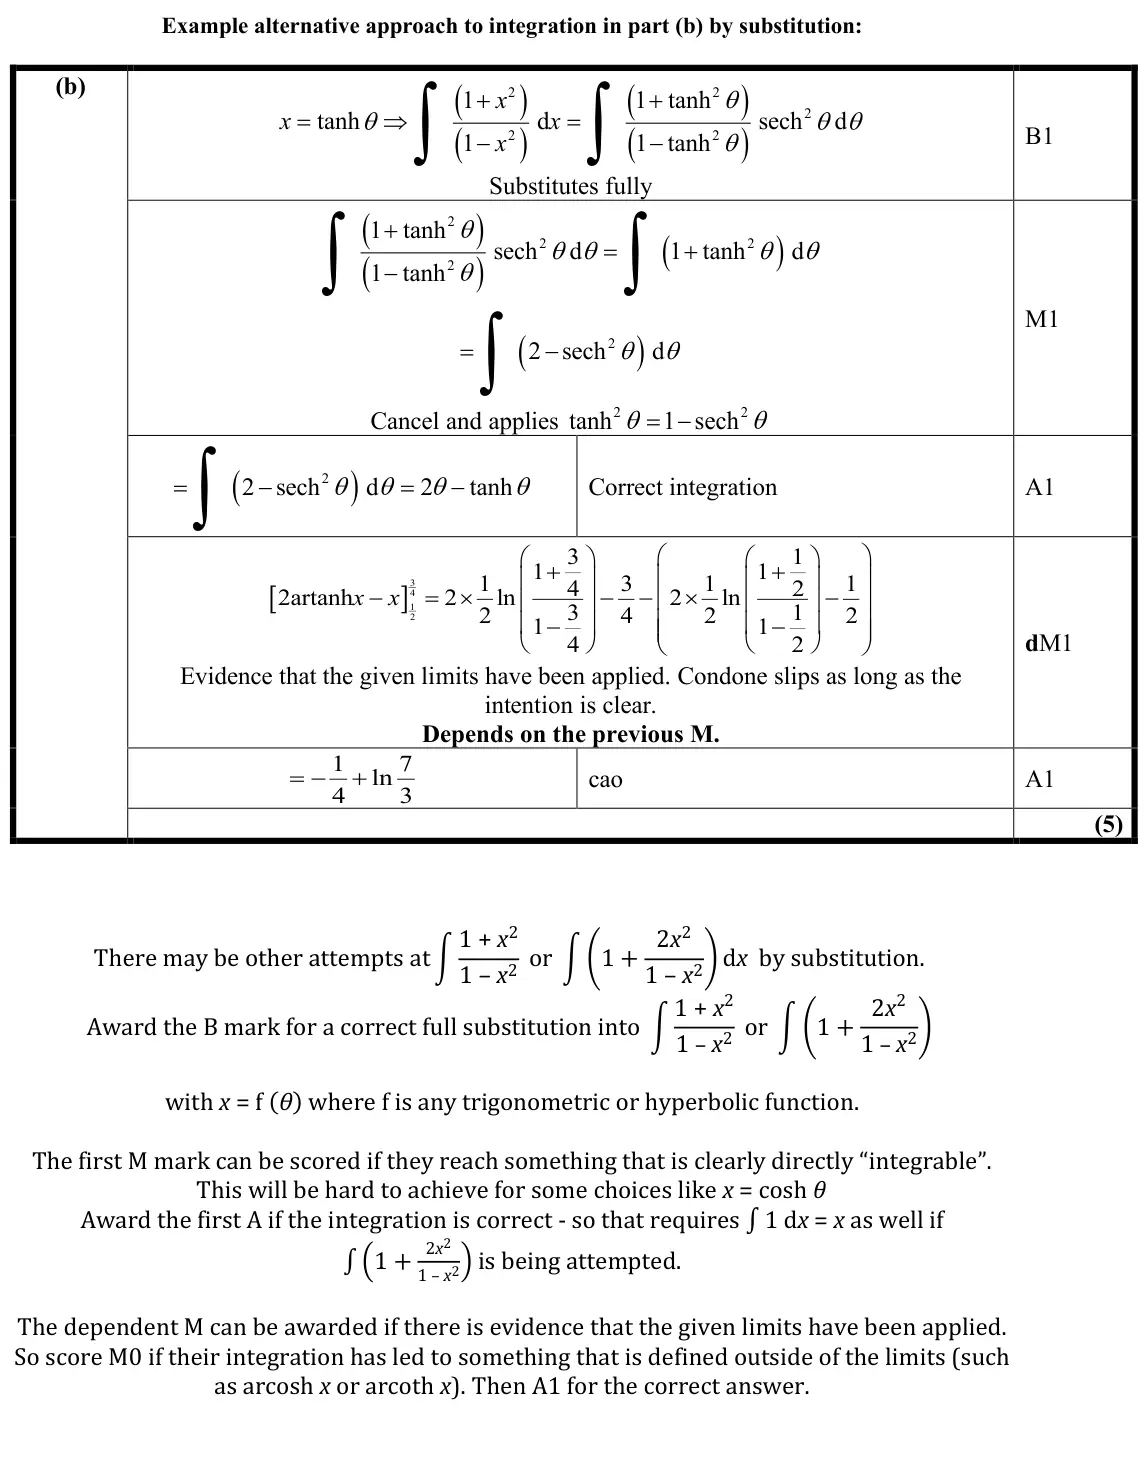 Example alternative approach to integration in part (b) by substitution:
(b)
x = tanh θ ⇒ ∫ (1 + x²)/(1 − x²) dx = ∫ (1 + tanh² θ)/(1 − tanh² θ) sech² θ dθ
B1
Substitutes fully
∫ (1 + tanh² θ)/(1 − tanh² θ) sech² θ dθ = ∫ (1 + tanh² θ) dθ
= ∫ (2 − sech² θ) dθ
M1
Cancel and applies tanh² θ = 1 − sech² θ
= ∫ (2 − sech² θ) dθ = 2θ − tanh θ
Correct integration
A1
[2artanhx − x]_{1/2}^{3/4} = 2 × 1/2 ln((1 + 3/4)/(1 − 3/4)) − 3/4 − (2 × 1/2 ln((1 + 1/2)/(1 − 1/2)) − 1/2)
dM1
Evidence that the given limits have been applied. Condone slips as long as the
intention is clear.
Depends on the previous M.
= −1/4 + ln 7/3
cao
A1
(5)
There may be other attempts at ∫ (1 + x²)/(1 – x²) or ∫ (1 + 2x²/(1 – x²)) dx by substitution.
Award the B mark for a correct full substitution into ∫ (1 + x²)/(1 – x²) or ∫ (1 + 2x²/(1 – x²))
with x = f (θ) where f is any trigonometric or hyperbolic function.
The first M mark can be scored if they reach something that is clearly directly “integrable”.
This will be hard to achieve for some choices like x = cosh θ
Award the first A if the integration is correct - so that requires ∫ 1 dx = x as well if
∫ (1 + 2x²/(1 – x²)) is being attempted.
The dependent M can be awarded if there is evidence that the given limits have been applied.
So score M0 if their integration has led to something that is defined outside of the limits (such
as arcosh x or arcoth x). Then A1 for the correct answer.